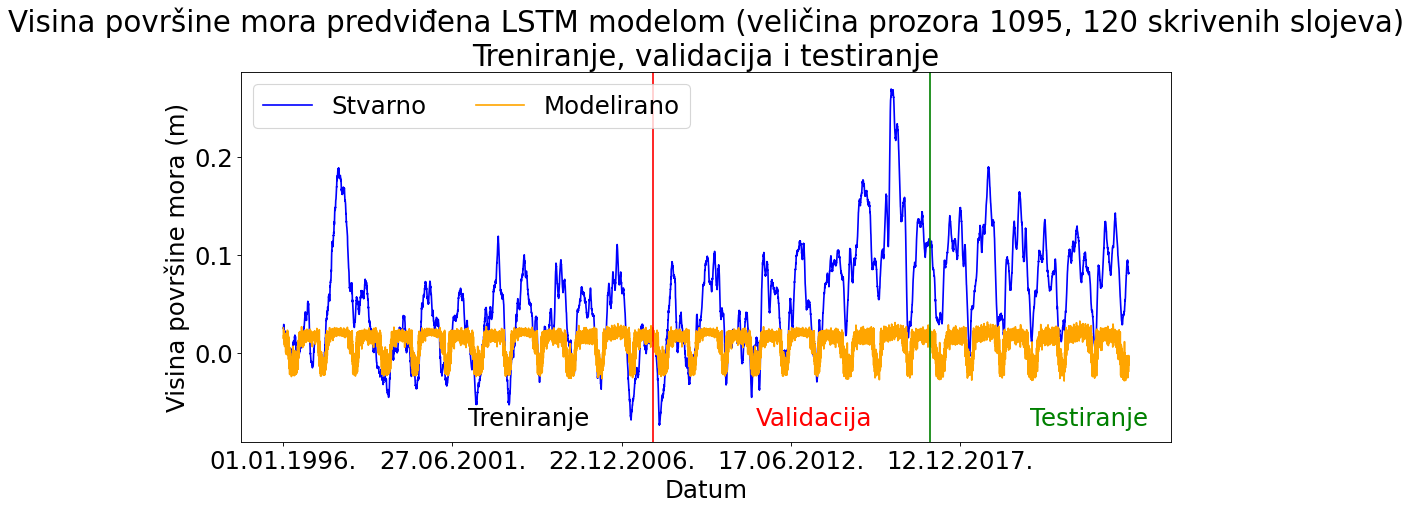 Visina površine mora predviđena LSTM modelom (veličina prozora 1095, 120 skrivenih slojeva)
Treniranje, validacija i testiranje
Stvarno
Modelirano
Visina površine mora (m)
0.2
0.1
0.0
Treniranje
Validacija
Testiranje
01.01.1996.
27.06.2001.
22.12.2006.
17.06.2012.
12.12.2017.
Datum